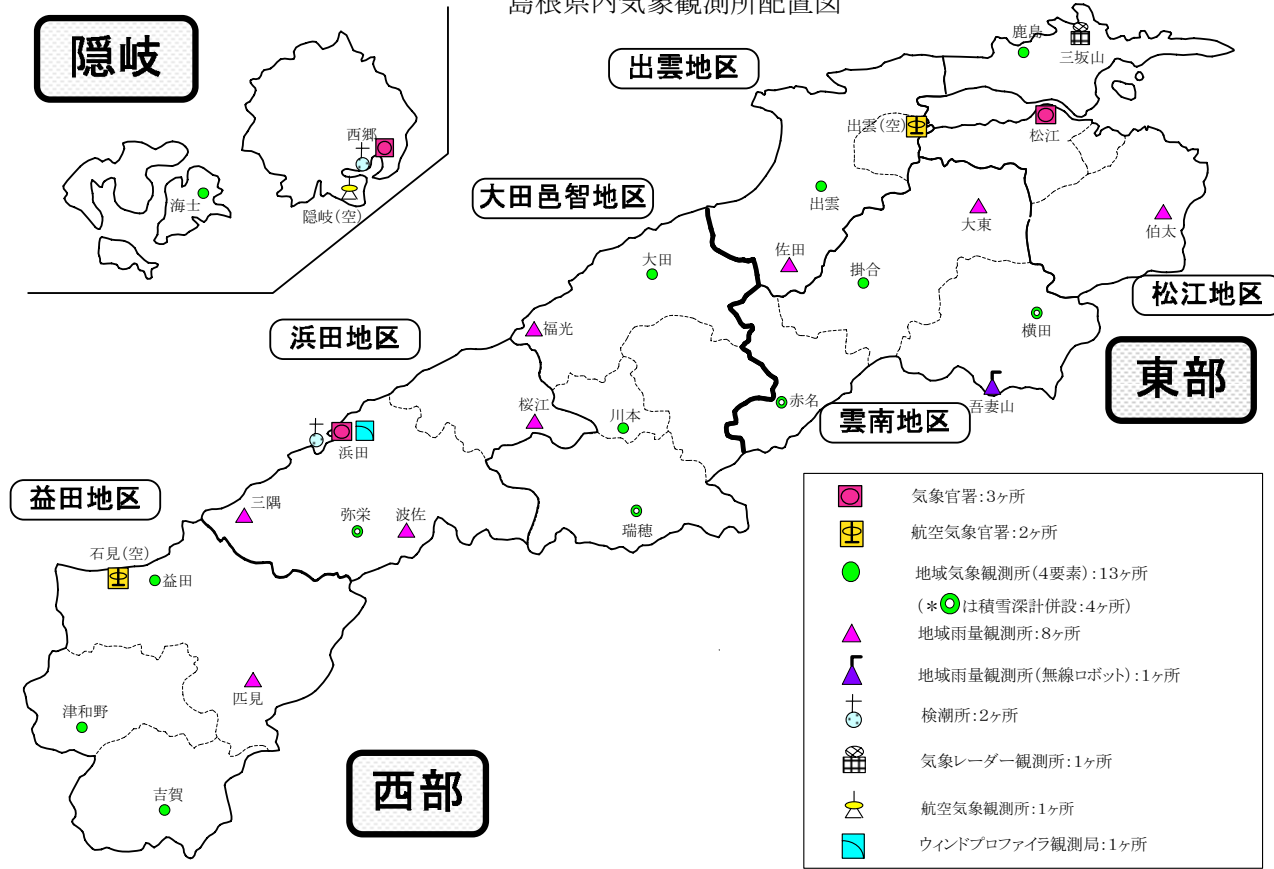 島根県内気象観測所配置図
隠岐
西郷
海士
隠岐(空)
出雲地区
鹿島
三坂山
出雲(空)
松江
出雲
大東
伯太
佐田
掛合
横田
松江地区
東部
吾妻山
赤名
雲南地区
大田邑智地区
大田
福光
桜江
川本
瑞穂
浜田地区
浜田
三隅
弥栄
波佐
益田地区
石見(空)
益田
匹見
津和野
吉賀
西部
気象官署:3ヶ所
航空気象官署:2ヶ所
地域気象観測所(4要素):13ヶ所
(*は積雪深計併設:4ヶ所)
地域雨量観測所:8ヶ所
地域雨量観測所(無線ロボット):1ヶ所
検潮所:2ヶ所
気象レーダー観測所:1ヶ所
航空気象観測所:1ヶ所
ウィンドプロファイラ観測局:1ヶ所